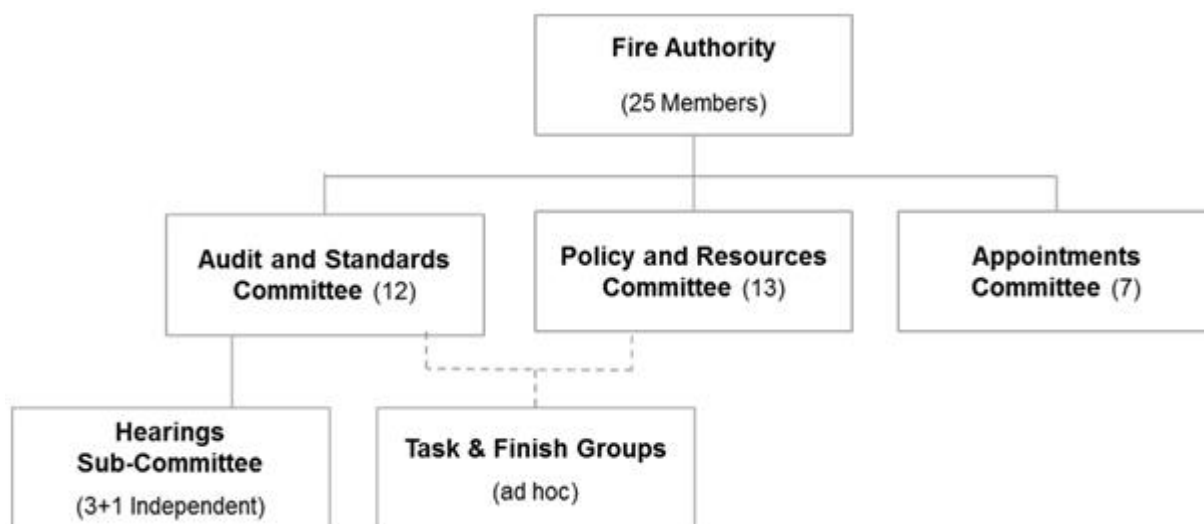 Fire Authority
(25 Members)
Audit and Standards
Committee (12)
Policy and Resources
Committee (13)
Appointments
Committee (7)
Hearings
Sub-Committee
(3+1 Independent)
Task & Finish Groups
(ad hoc)